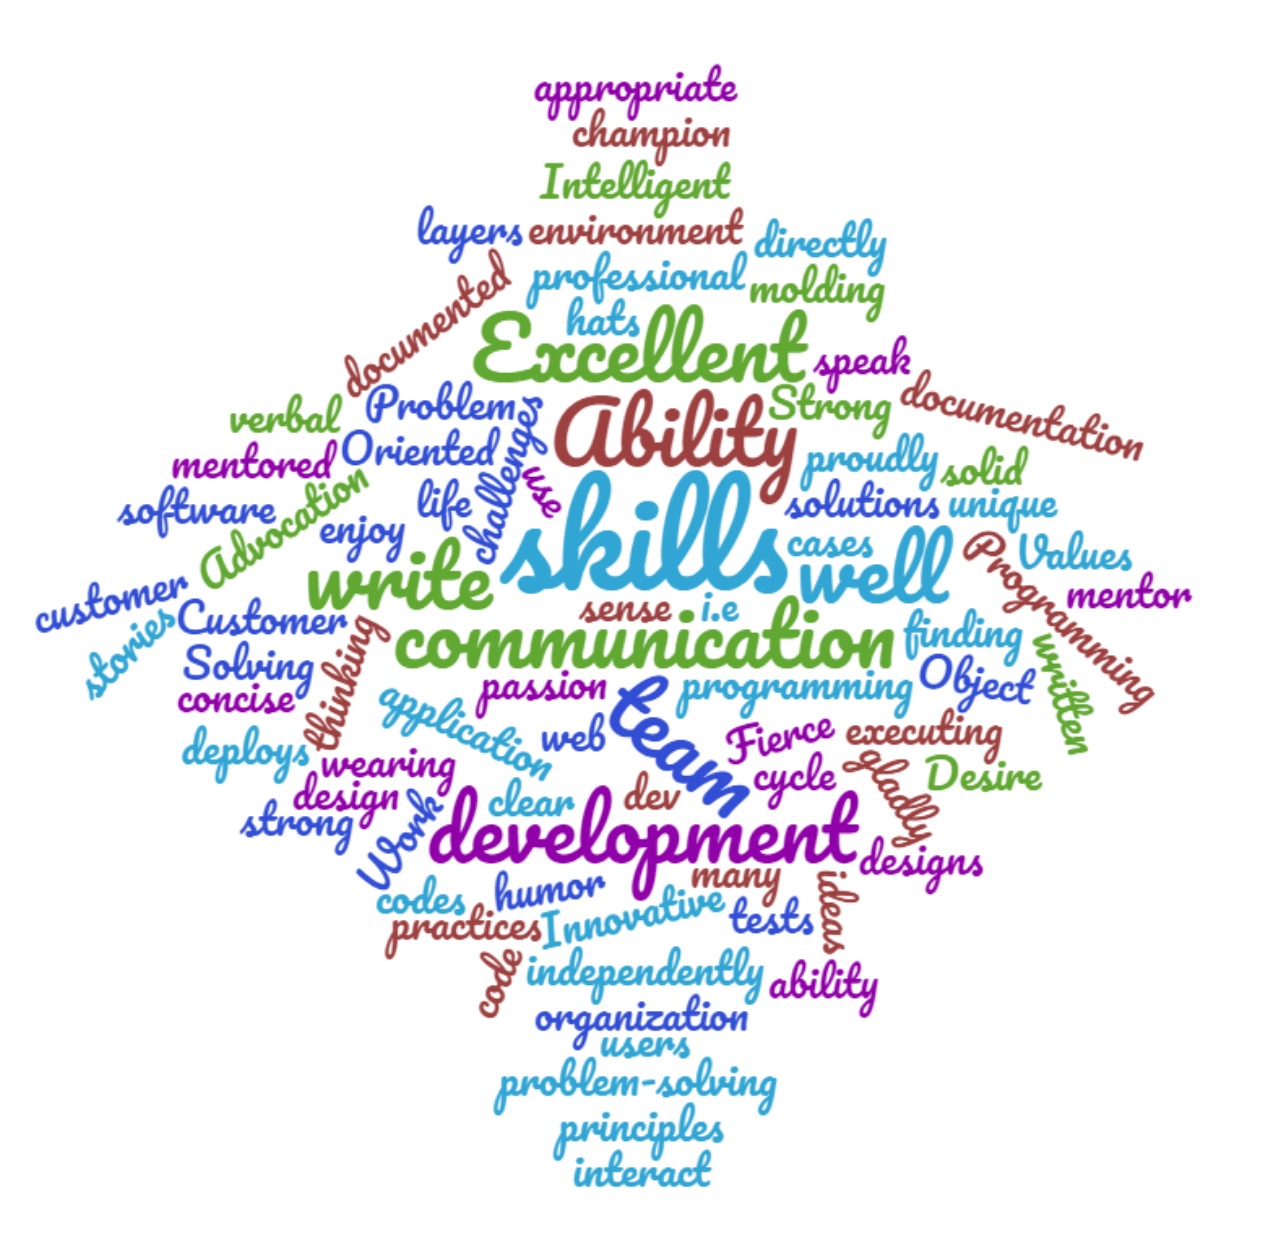 appropriate
champion
Intelligent
layers environment directly
documented professional molding
hats
Excellent speak
verbal Problem Ability Strong documentation
mentored Oriented challenges use proudly solid
software Advocation enjoy life skills solutions unique
write cases well Programming Values
customer sense i.e mentor
stories Customer thinking communication finding written
Solving passion programming Object
concise application web team Fierce executing
deploys wearing cycle gladly Desire
design clear dev
strong Work development designs
codes humor many ideas
practices Innovative tests
code independently ability
organization
users
problem-solving
principles
interact